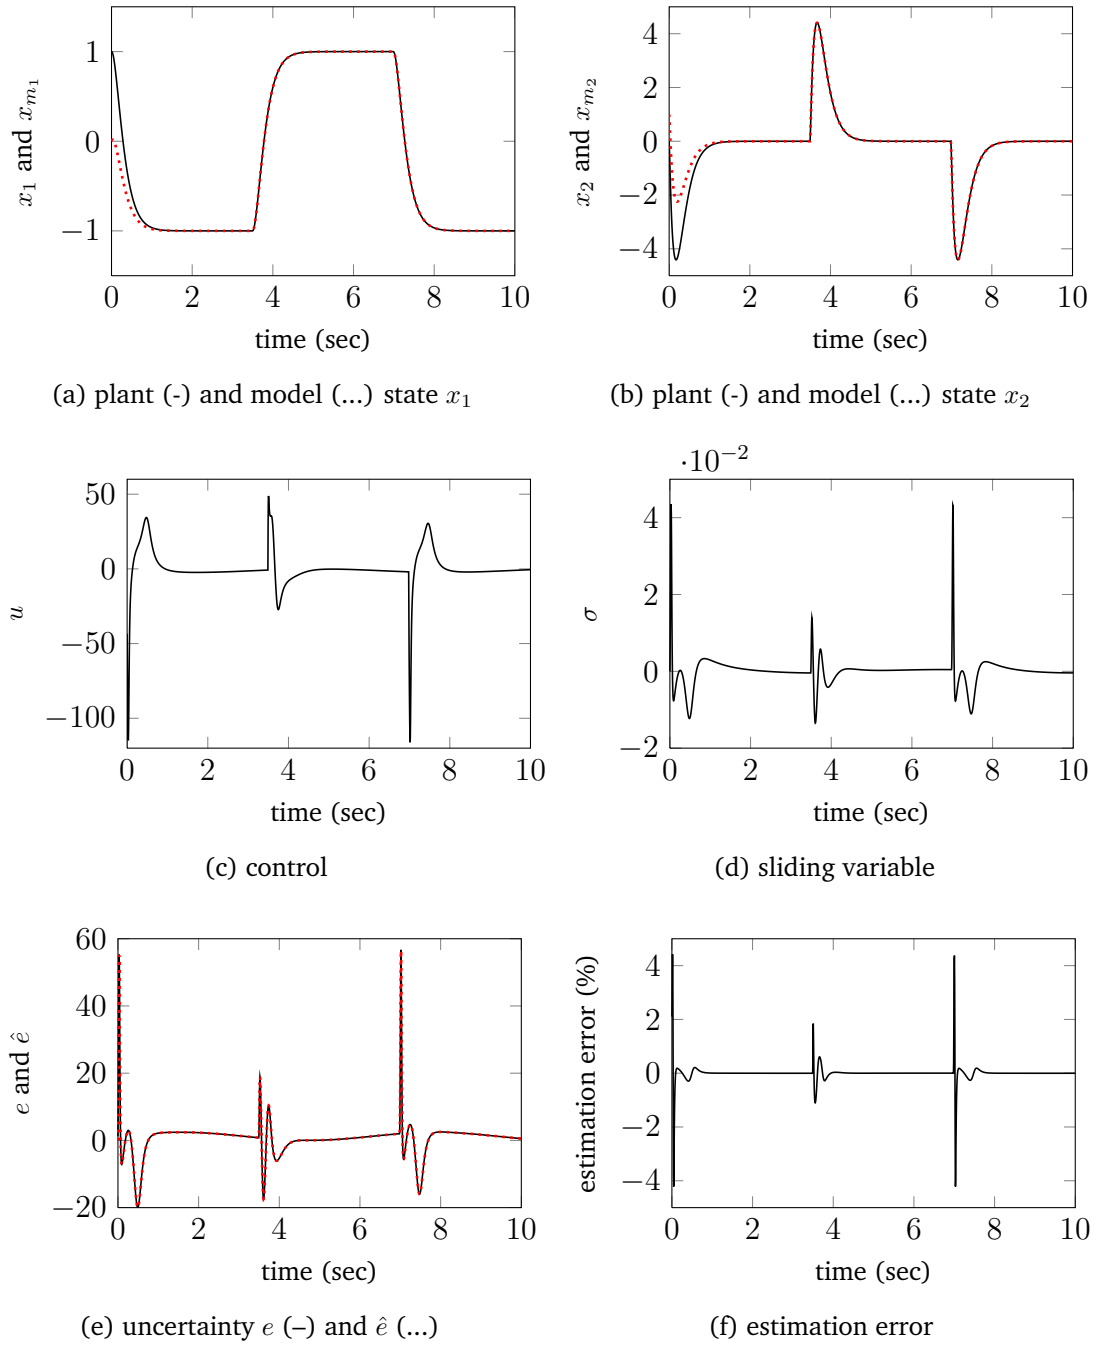 1
0
−1
0 2 4 6 8 10
x₁ and xₘ₁
time (sec)
(a) plant (-) and model (...) state x₁
4
2
0
−2
−4
0 2 4 6 8 10
x₂ and xₘ₂
time (sec)
(b) plant (-) and model (...) state x₂
50
0
−50
−100
0 2 4 6 8 10
u
time (sec)
(c) control
·10⁻²
4
2
0
−2
0 2 4 6 8 10
σ
time (sec)
(d) sliding variable
60
40
20
0
−20
0 2 4 6 8 10
e and ê
time (sec)
(e) uncertainty e (–) and ê (...)
4
2
0
−2
−4
0 2 4 6 8 10
estimation error (%)
time (sec)
(f) estimation error